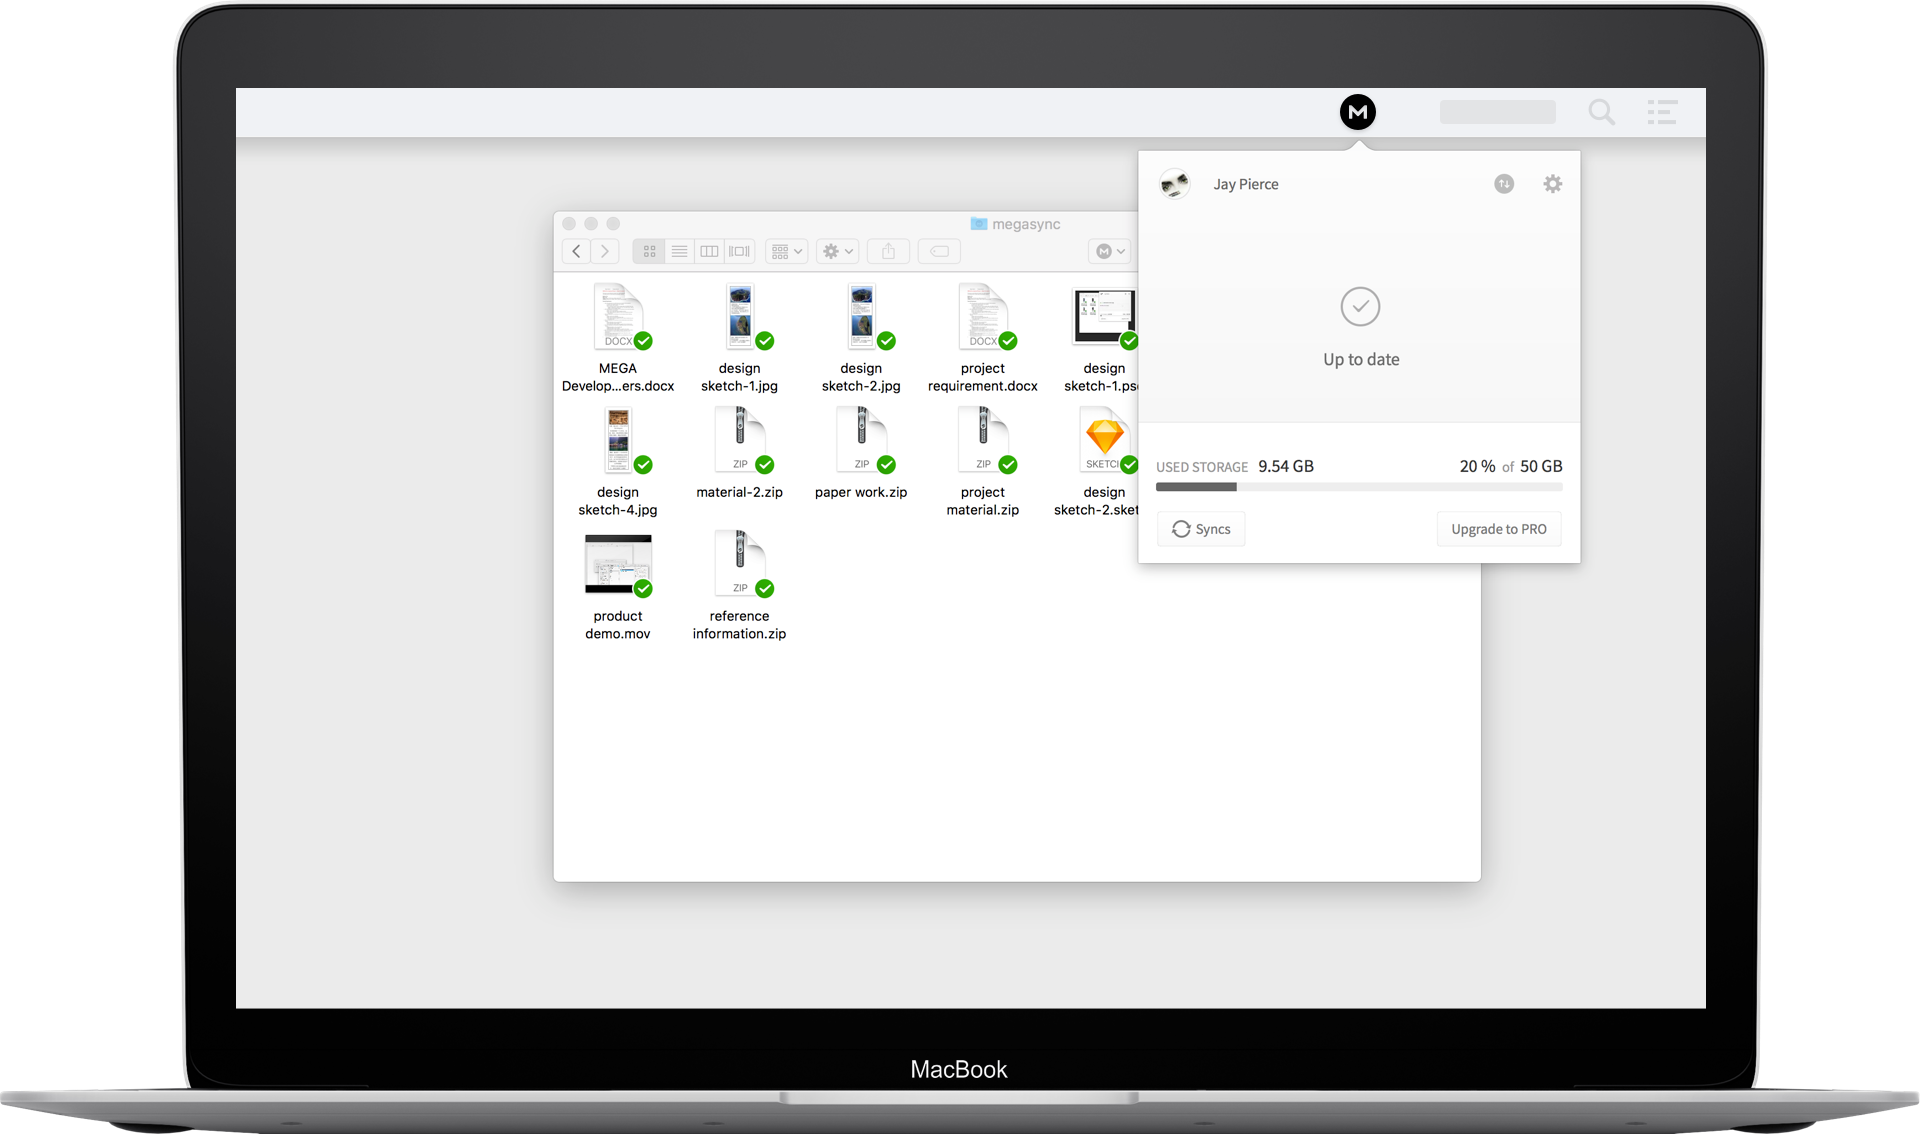 M
Jay Pierce
megasync
M
Up to date
DOCX
DOCX
MEGA
Develop...ers.docx
design
sketch-1.jpg
design
sketch-2.jpg
project
requirement.docx
design
sketch-1.ps
USED STORAGE 9.54 GB
20 % of 50 GB
ZIP
ZIP
ZIP
SKETC
design
sketch-4.jpg
material-2.zip
paper work.zip
project
material.zip
design
sketch-2.sket
Syncs
Upgrade to PRO
ZIP
product
demo.mov
reference
information.zip
MacBook